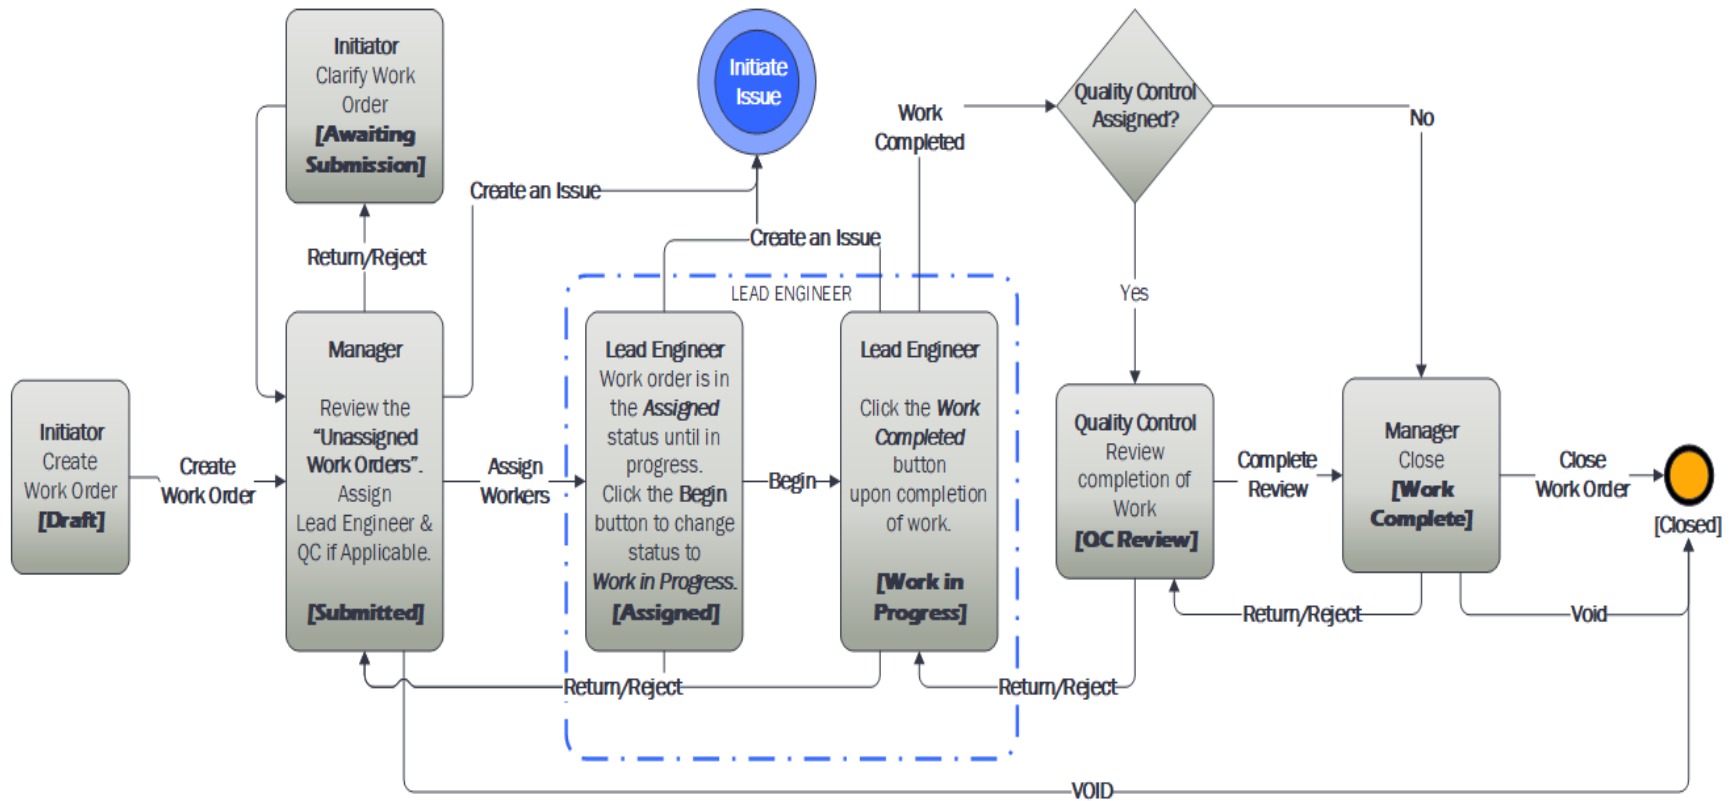 Initiator
Clarify Work
Order
[Awaiting
Submission]
Initiate
Issue
Work
Completed
Quality Control
Assigned?
No
Create an Issue
Return/Reject
Create an Issue
LEAD ENGINEER
Yes
Initiator
Create
Work Order
[Draft]
Create
Work Order
Manager
Review the
“Unassigned
Work Orders”.
Assign
Lead Engineer &
QC if Applicable.
[Submitted]
Assign
Workers
Lead Engineer
Work order is in
the Assigned
status until in
progress.
Click the Begin
button to change
status to
Work in Progress.
[Assigned]
Begin
Lead Engineer
Click the Work
Completed
button
upon completion
of work.
[Work in
Progress]
Quality Control
Review
completion of
Work
[QC Review]
Complete
Review
Manager
Close
[Work
Complete]
Close
Work Order
[Closed]
Return/Reject
Void
Return/Reject
Return/Reject
VOID